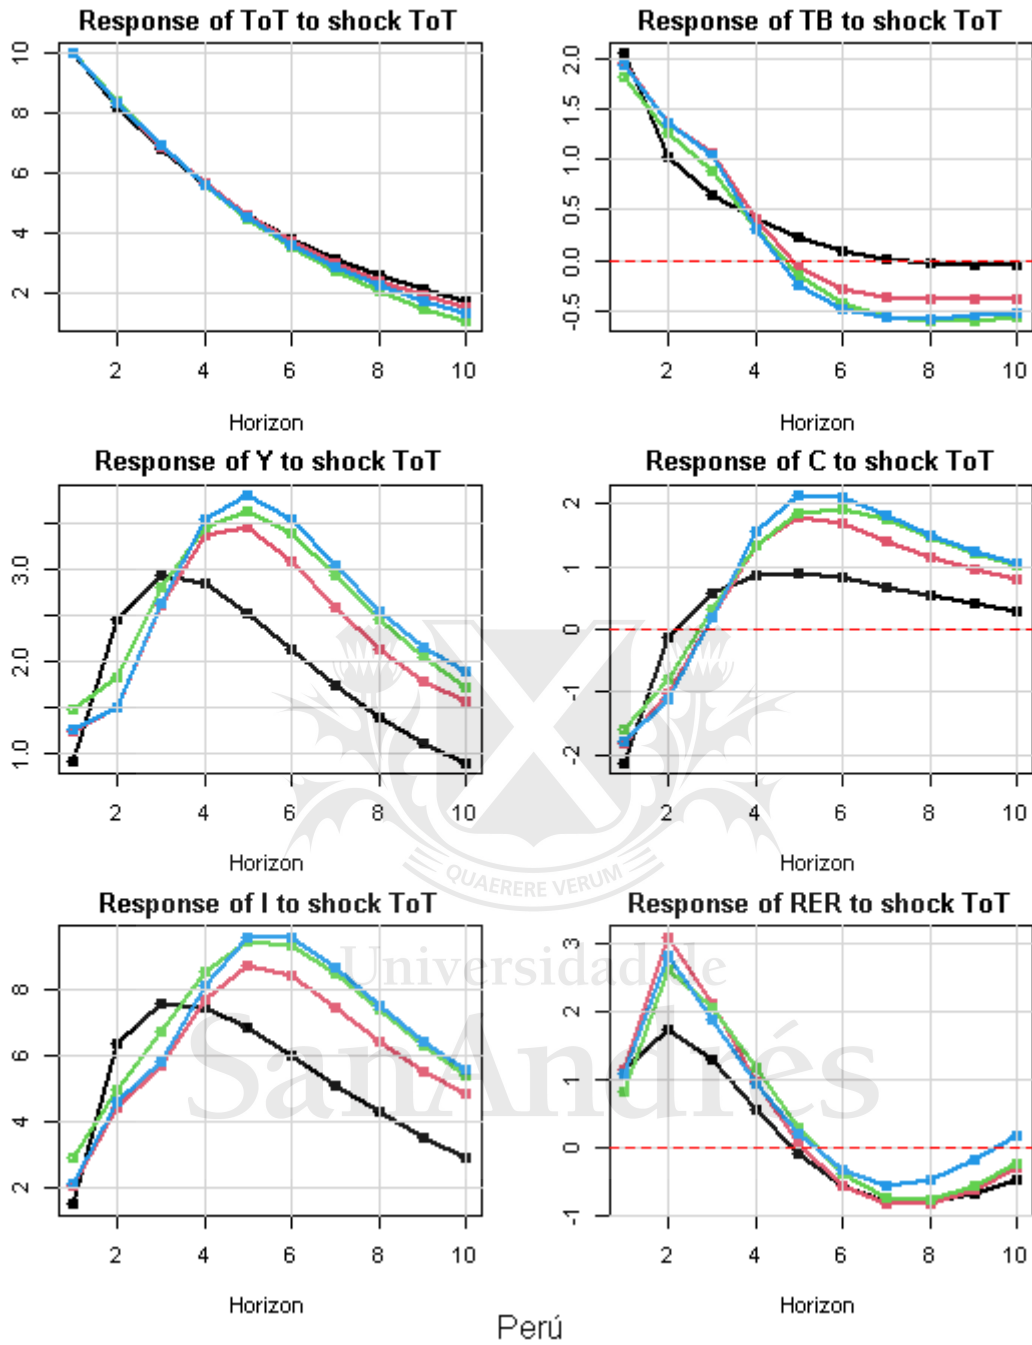 Response of ToT to shock ToT
10
8
6
4
2
2 4 6 8 10
Horizon
Response of TB to shock ToT
2.0
1.5
1.0
0.5
0.0
-0.5
2 4 6 8 10
Horizon
Response of Y to shock ToT
3.0
2.0
1.0
2 4 6 8 10
Horizon
Response of C to shock ToT
2
1
0
-1
-2
2 4 6 8 10
Horizon
QUAERERE VERUM
Response of I to shock ToT
8
6
4
2
2 4 6 8 10
Horizon
Response of RER to shock ToT
3
2
1
0
-1
2 4 6 8 10
Horizon
Universidad de
SanAndrés
Perú